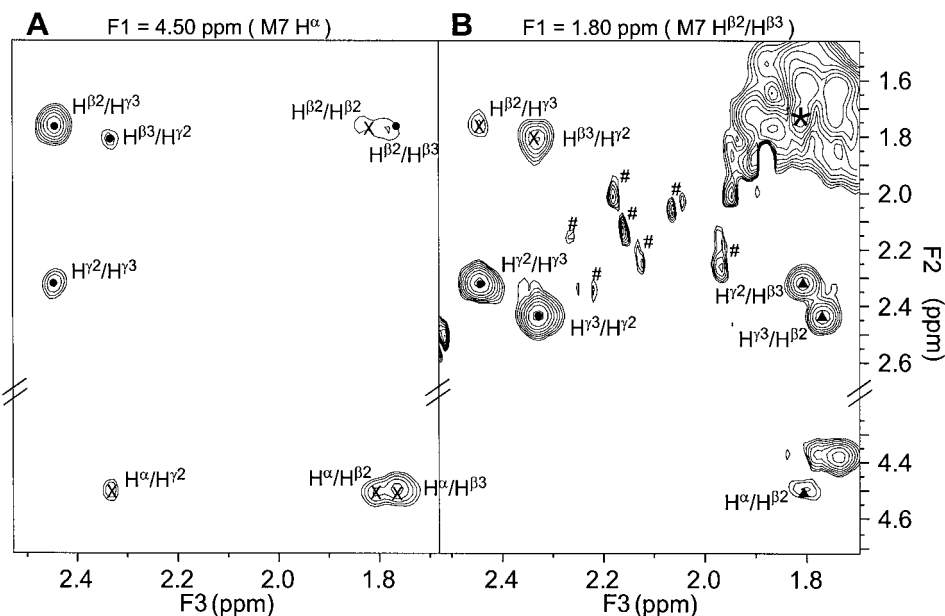 A F1 = 4.50 ppm ( M7 Hα)
B F1 = 1.80 ppm ( M7 Hβ2/Hβ3)
Hβ2/Hγ3
Hβ3/Hγ2
Hβ2/Hβ2
X
Hβ2/Hβ3
Hγ2/Hγ3
Hα/Hγ2
X
Hα/Hβ2
X X
Hα/Hβ3
2.4 2.2 2.0 1.8
F3 (ppm)
Hβ2/Hγ3
X
Hβ3/Hγ2
X
*
#
#
#
#
#
#
#
Hγ2/Hγ3
Hγ3/Hγ2
Hγ2/Hβ3
Hγ3/Hβ2
Hα/Hβ2
1.6
1.8
2.0
2.2
2.4
2.6
4.4
4.6
F2 (ppm)
2.4 2.2 2.0 1.8
F3 (ppm)